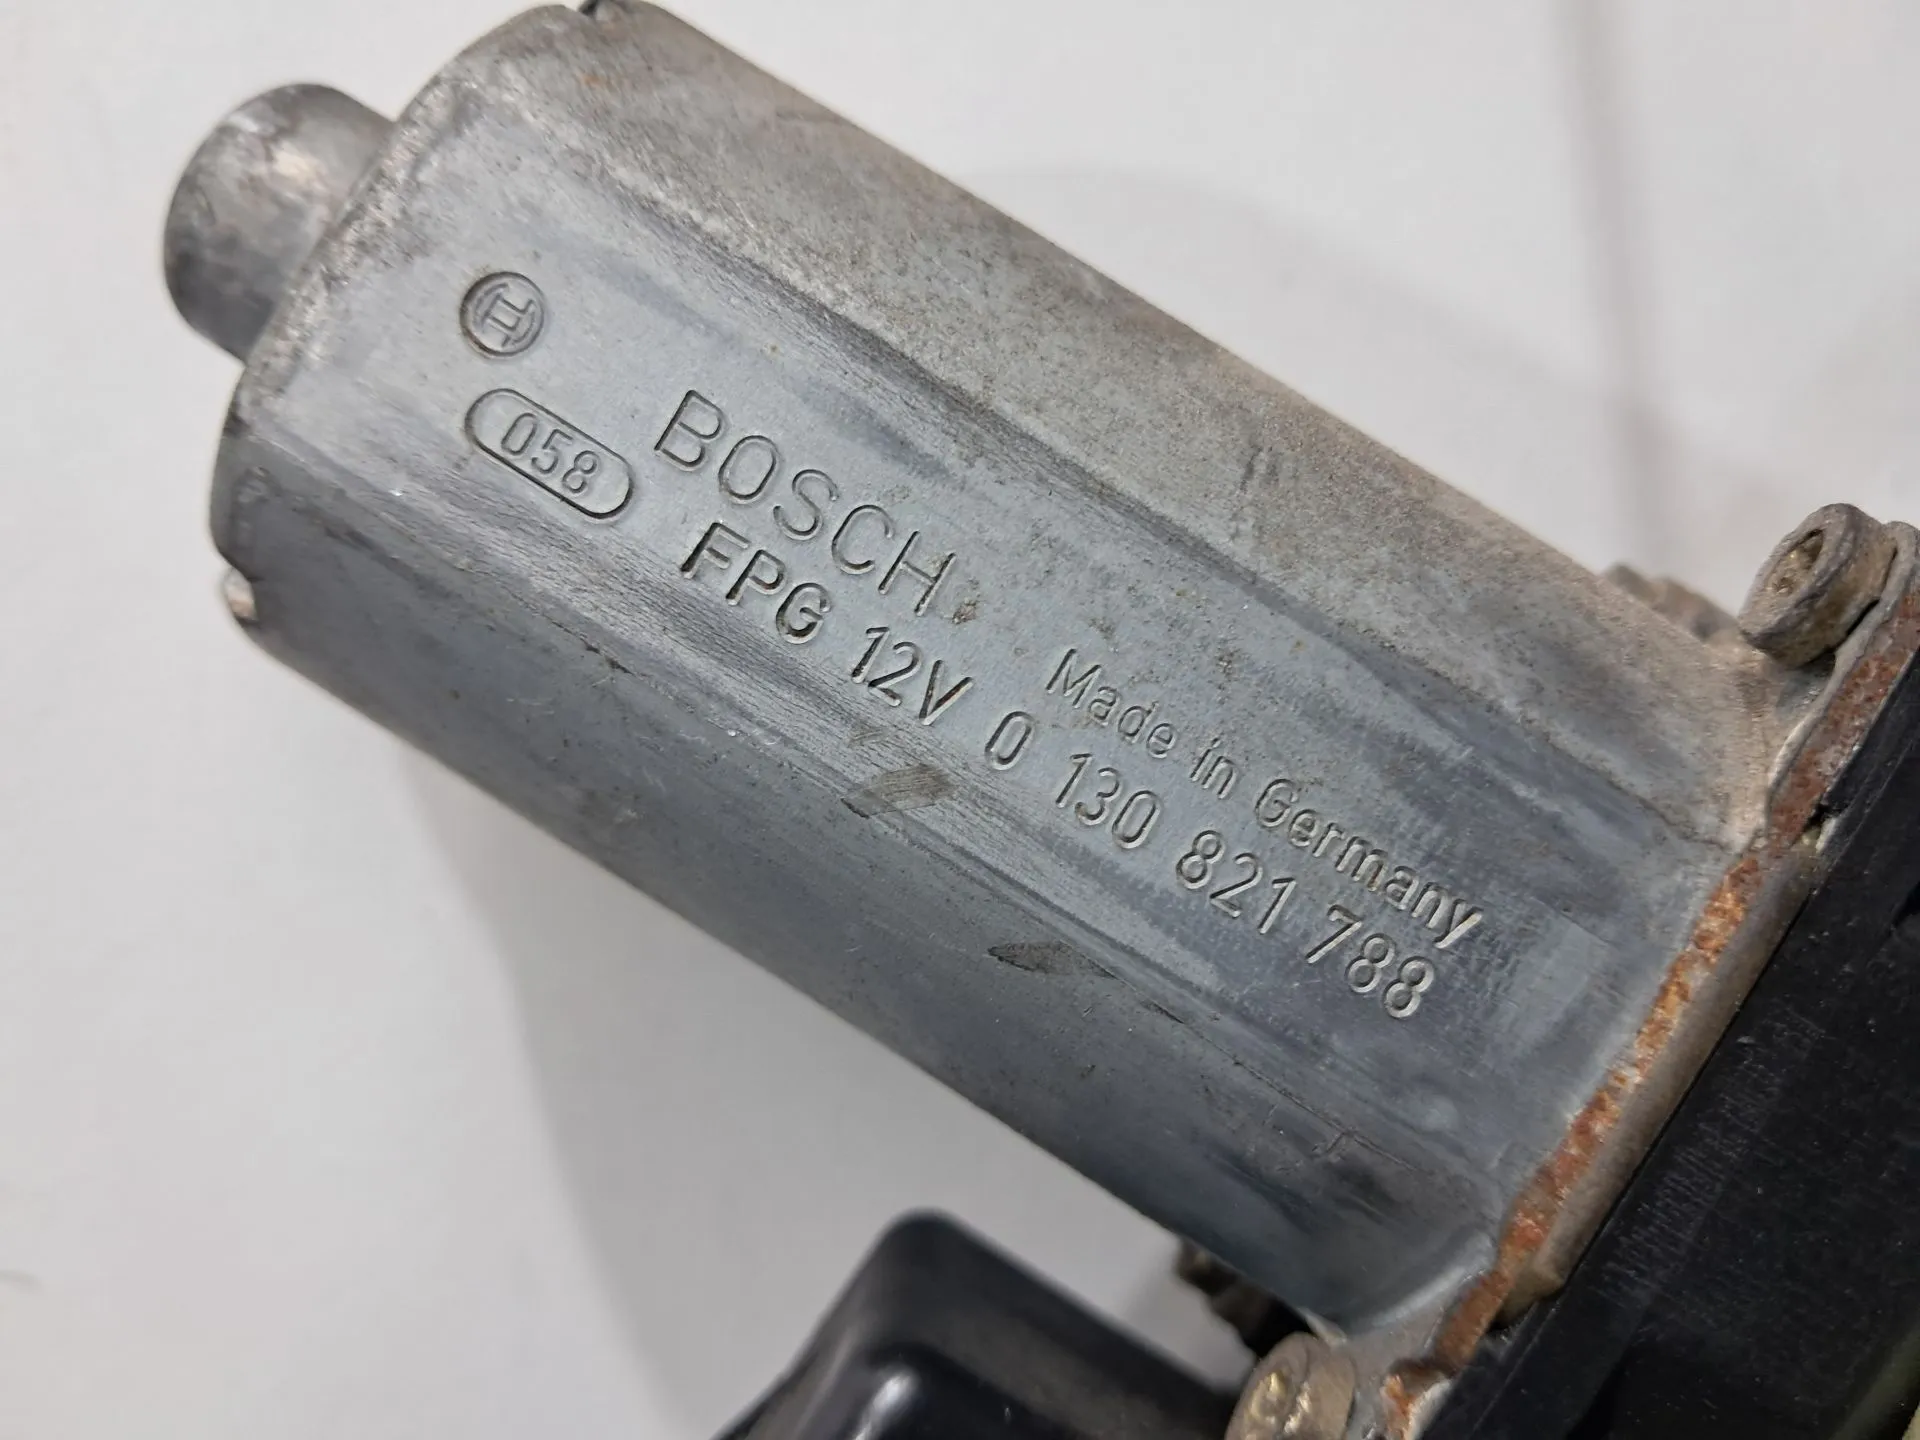 BOSCH
058
FPG 12V 0 130 821 788
Made in Germany